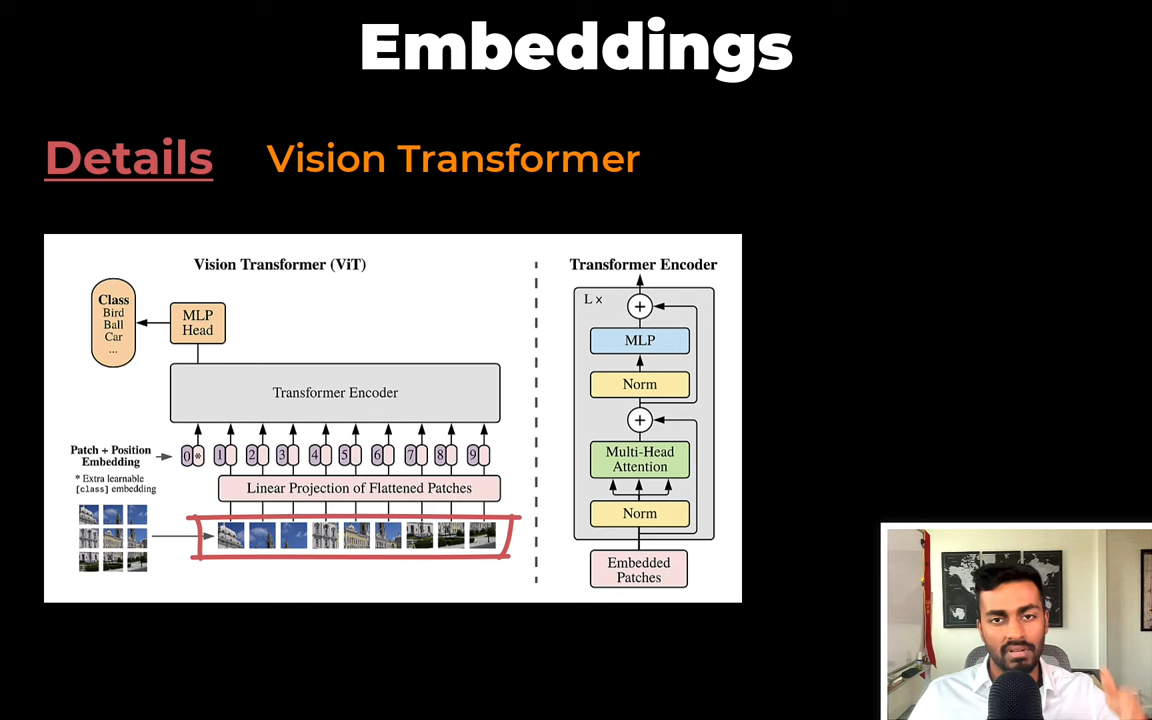 Embeddings
Details
Vision Transformer
Vision Transformer (ViT)
Class
Bird
Ball
Car
...
MLP
Head
Transformer Encoder
Patch + Position
Embedding
* Extra learnable
[class] embedding
0 * 1 2 3 4 5 6 7 8 9
Linear Projection of Flattened Patches
Transformer Encoder
L x
+
MLP
Norm
+
Multi-Head
Attention
Norm
Embedded
Patches